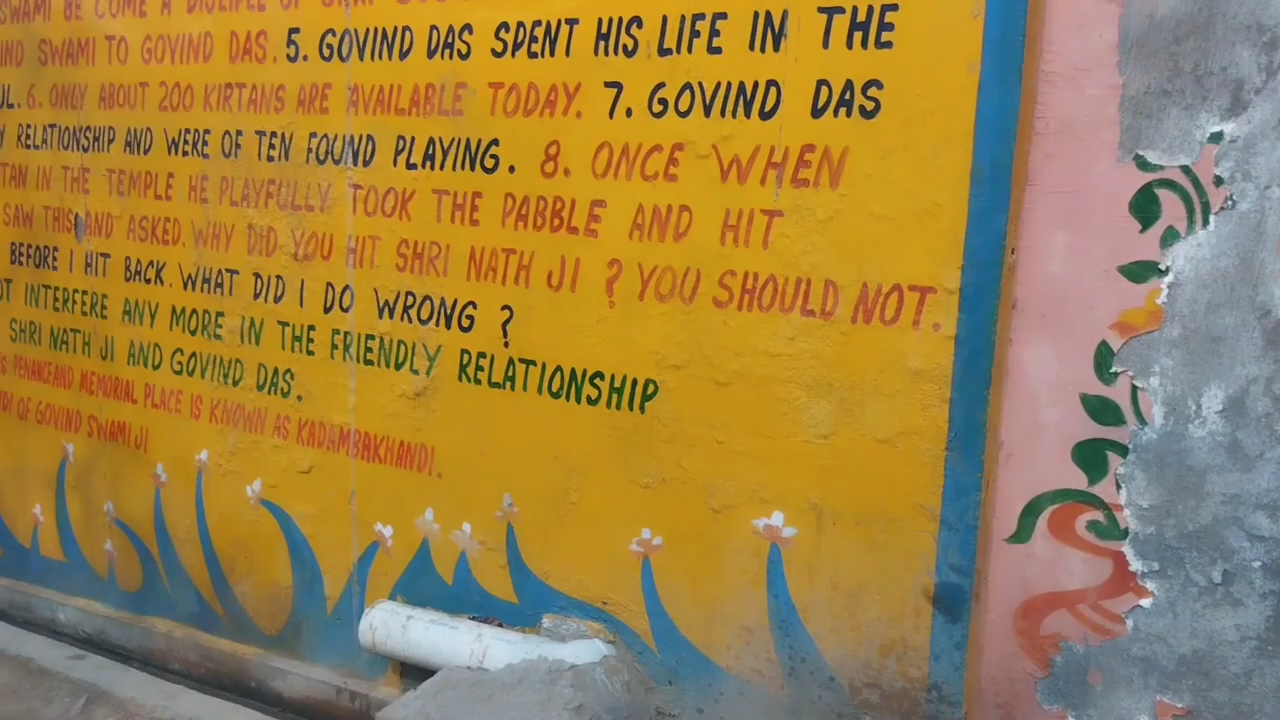 SWAMI BE COME A DISCIPLE OF
IND SWAMI TO GOVIND DAS. 5. GOVIND DAS SPENT HIS LIFE IN THE
UL. 6. ONLY ABOUT 200 KIRTANS ARE AVAILABLE TODAY. 7. GOVIND DAS
Y RELATIONSHIP AND WERE OF TEN FOUND PLAYING. 8. ONCE WHEN
TAN IN THE TEMPLE HE PLAYFULLY TOOK THE PABBLE AND HIT
SAW THIS AND ASKED. WHY DID YOU HIT SHRI NATH JI ? YOU SHOULD NOT.
BEFORE I HIT BACK. WHAT DID I DO WRONG ?
OT INTERFERE ANY MORE IN THE FRIENDLY RELATIONSHIP
SHRI NATH JI AND GOVIND DAS.
S PENANCE AND MEMORIAL PLACE IS KNOWN AS KADAMBAKHANDI.
DI OF GOVIND SWAMI JI